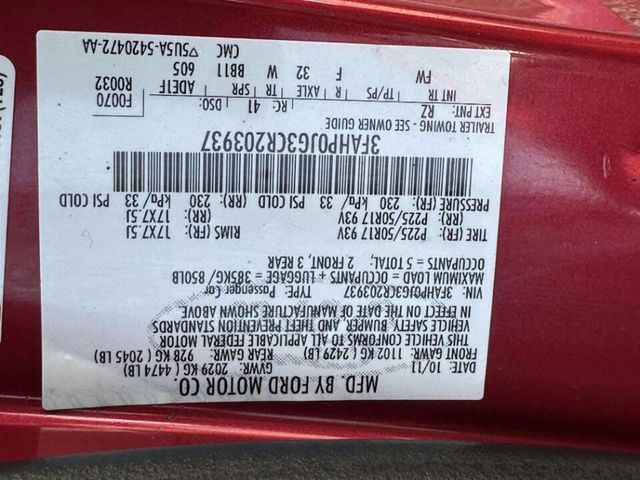 MFD. BY FORD MOTOR CO.
10/11 GVWR: 2029 KG ( 4474 LB)
FRONT GAWR: 1102 KG ( 2429 LB) REAR GAWR: 928 KG ( 2045 LB)
THIS VEHICLE CONFORMS TO ALL APPLICABLE FEDERAL MOTOR
VEHICLE SAFETY, BUMPER, AND THEFT PREVENTION STANDARDS
IN EFFECT ON THE DATE OF MANUFACTURE SHOWN ABOVE
VIN: 3FAHP0JG3CR203937 TYPE: Passenger Car
MAXIMUM LOAD = OCCUPANTS + LUGGAGE = 385KG/ 850LB
OCCUPANTS = 5 TOTAL, 2 FRONT, 3 REAR
TIRE RIMS
(FR) P225/50R17 93V 17X7.5J
(RR) P225/50R17 93V 17X7.5J
PRESSURE: (FR) 230 kPa/ 33 PSI COLD (RR) 230 kPa/ 33 PSI COLD
3FAHP0JG3CR203937
TRAILER TOWING - SEE OWNER GUIDE F0070
EXT PNT: RZ RC: 41 DSO: R0032
INT TR TP/PS R AXLE TR SPR ADE1F
FW F 32 W BB11 605
CMC ▽5U5A-5420472-AA